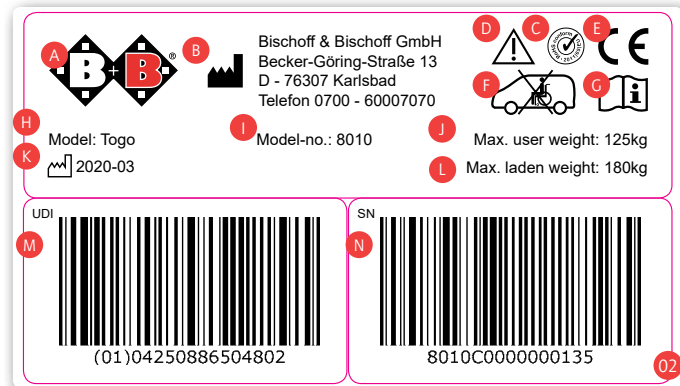 A
B + B ®
B
Bischoff & Bischoff GmbH
Becker-Göring-Straße 13
D - 76307 Karlsbad
Telefon 0700 - 60007070
D
C
E
CE
F
G
i
H
Model: Togo
I
Model-no.: 8010
J
Max. user weight: 125kg
K
2020-03
L
Max. laden weight: 180kg
UDI
M
(01)04250886504802
SN
N
8010C0000000135
02